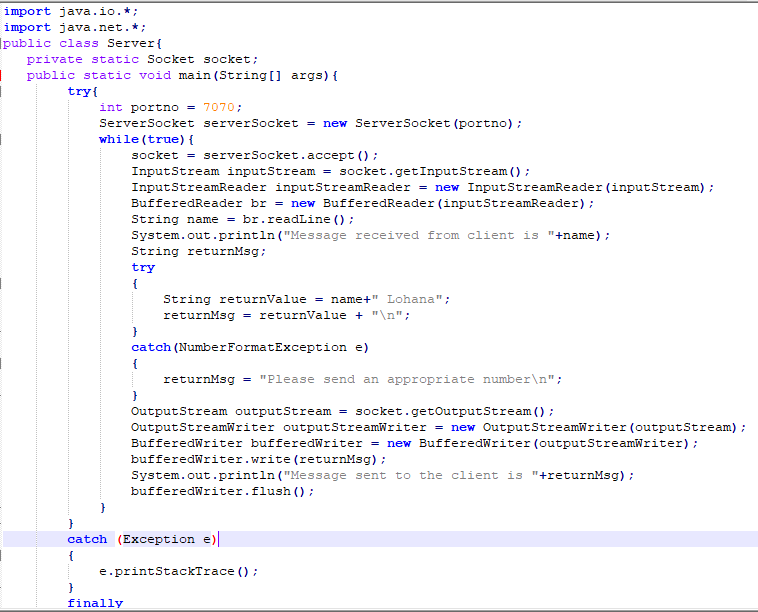 import java.io.*;
import java.net.*;
public class Server{
private static Socket socket;
public static void main(String[] args){
try{
int portno = 7070;
ServerSocket serverSocket = new ServerSocket(portno);
while(true){
socket = serverSocket.accept();
InputStream inputStream = socket.getInputStream();
InputStreamReader inputStreamReader = new InputStreamReader(inputStream);
BufferedReader br = new BufferedReader(inputStreamReader);
String name = br.readLine();
System.out.println("Message received from client is "+name);
String returnMsg;
try
{
String returnValue = name+" Lohana";
returnMsg = returnValue + "\n";
}
catch(NumberFormatException e)
{
returnMsg = "Please send an appropriate number\n";
}
OutputStream outputStream = socket.getOutputStream();
OutputStreamWriter outputStreamWriter = new OutputStreamWriter(outputStream);
BufferedWriter bufferedWriter = new BufferedWriter(outputStreamWriter);
bufferedWriter.write(returnMsg);
System.out.println("Message sent to the client is "+returnMsg);
bufferedWriter.flush();
}
}
catch (Exception e)
{
e.printStackTrace();
}
finally